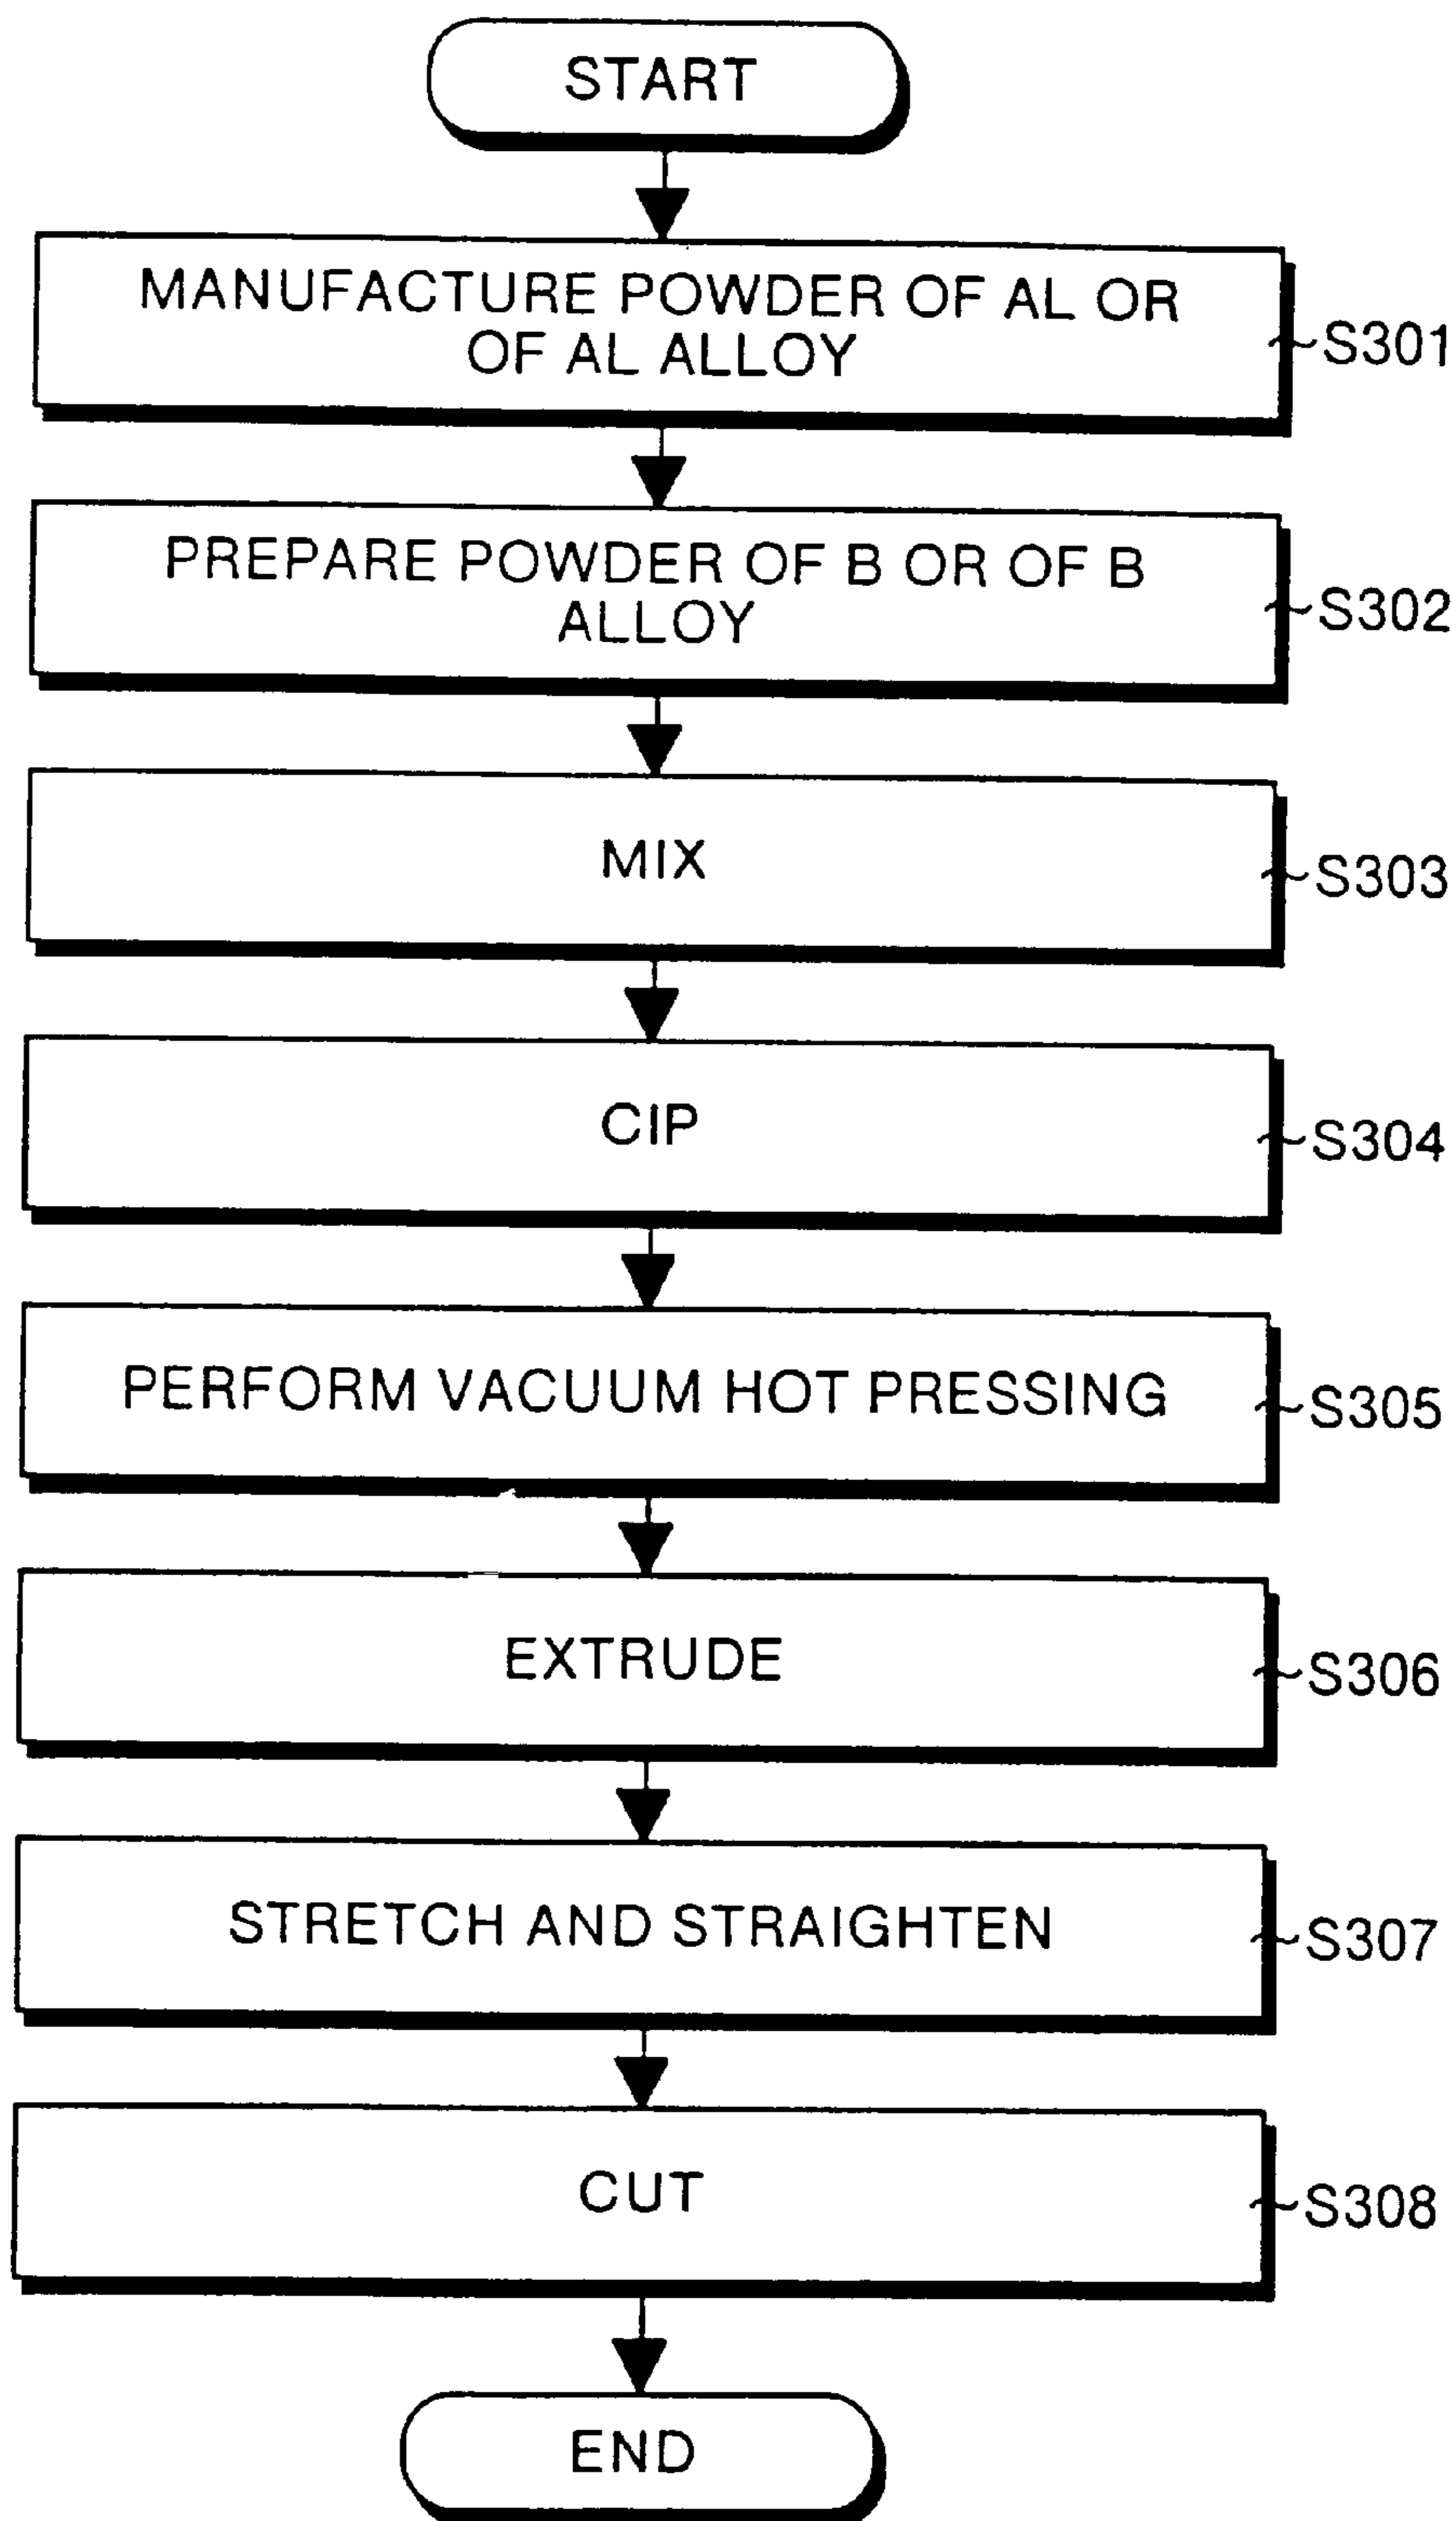 START
MANUFACTURE POWDER OF AL OR
OF AL ALLOY
S301
PREPARE POWDER OF B OR OF B
ALLOY
S302
MIX
S303
CIP
S304
PERFORM VACUUM HOT PRESSING
S305
EXTRUDE
S306
STRETCH AND STRAIGHTEN
S307
CUT
S308
END